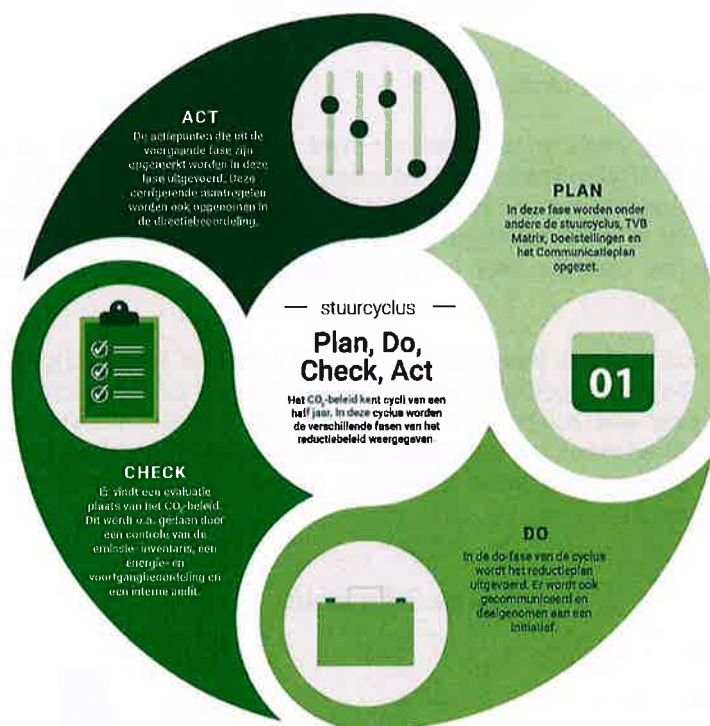 ACT
De actiepunten die uit de
voorgaande fase zijn
opgemerkt worden in deze
fase uitgevoerd. Deze
corrigerende maatregelen
worden ook opgenomen in
de directiebeoordeling.
PLAN
In deze fase worden onder
andere de stuurcyclus, TVB
Matrix, Doelstellingen en
het Communicatieplan
opgezet.
stuurcyclus
Plan, Do,
Check, Act
Het CO₂-beleid kent cycli van een
half jaar. In deze cyclus worden
de verschillende fasen van het
reductiebeleid weergegeven.
01
CHECK
Er vindt een evaluatie
plaats van het CO₂-beleid.
Dit wordt o.a. gedaan door
een controle van de
emissie-inventaris, een
energie- en
voortgangbeoordeling en
een interne audit.
DO
In de do-fase van de cyclus
wordt het reductieplan
uitgevoerd. Er wordt ook
gecommuniceerd en
deelgenomen aan een
initiatief.